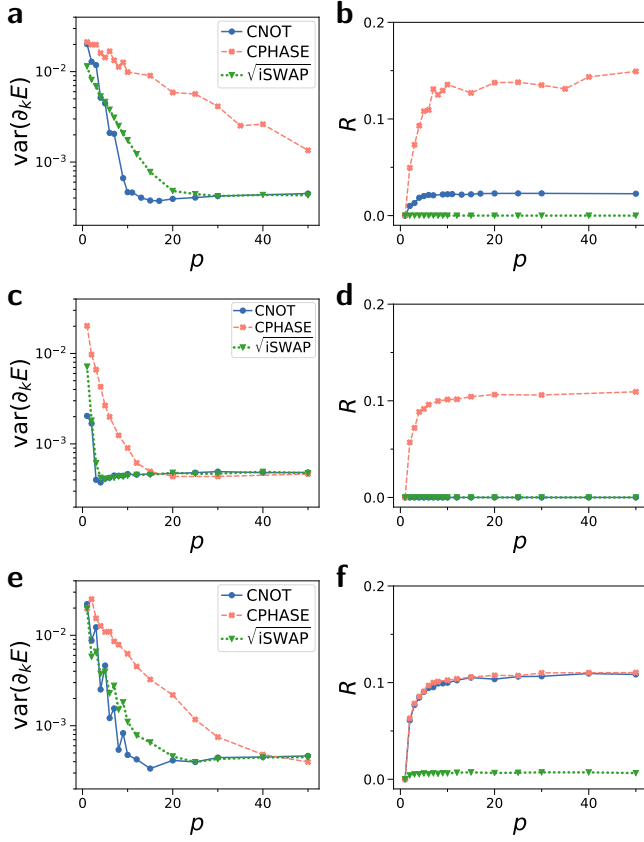 a
var(∂ₖE)
10⁻²
10⁻³
0
20
40
p
CNOT
CPHASE
√iSWAP
b
R
0.2
0.1
0.0
0
20
40
p
c
var(∂ₖE)
10⁻²
10⁻³
0
20
40
p
CNOT
CPHASE
√iSWAP
d
R
0.2
0.1
0.0
0
20
40
p
e
var(∂ₖE)
10⁻²
10⁻³
0
20
40
p
CNOT
CPHASE
√iSWAP
f
R
0.2
0.1
0.0
0
20
40
p